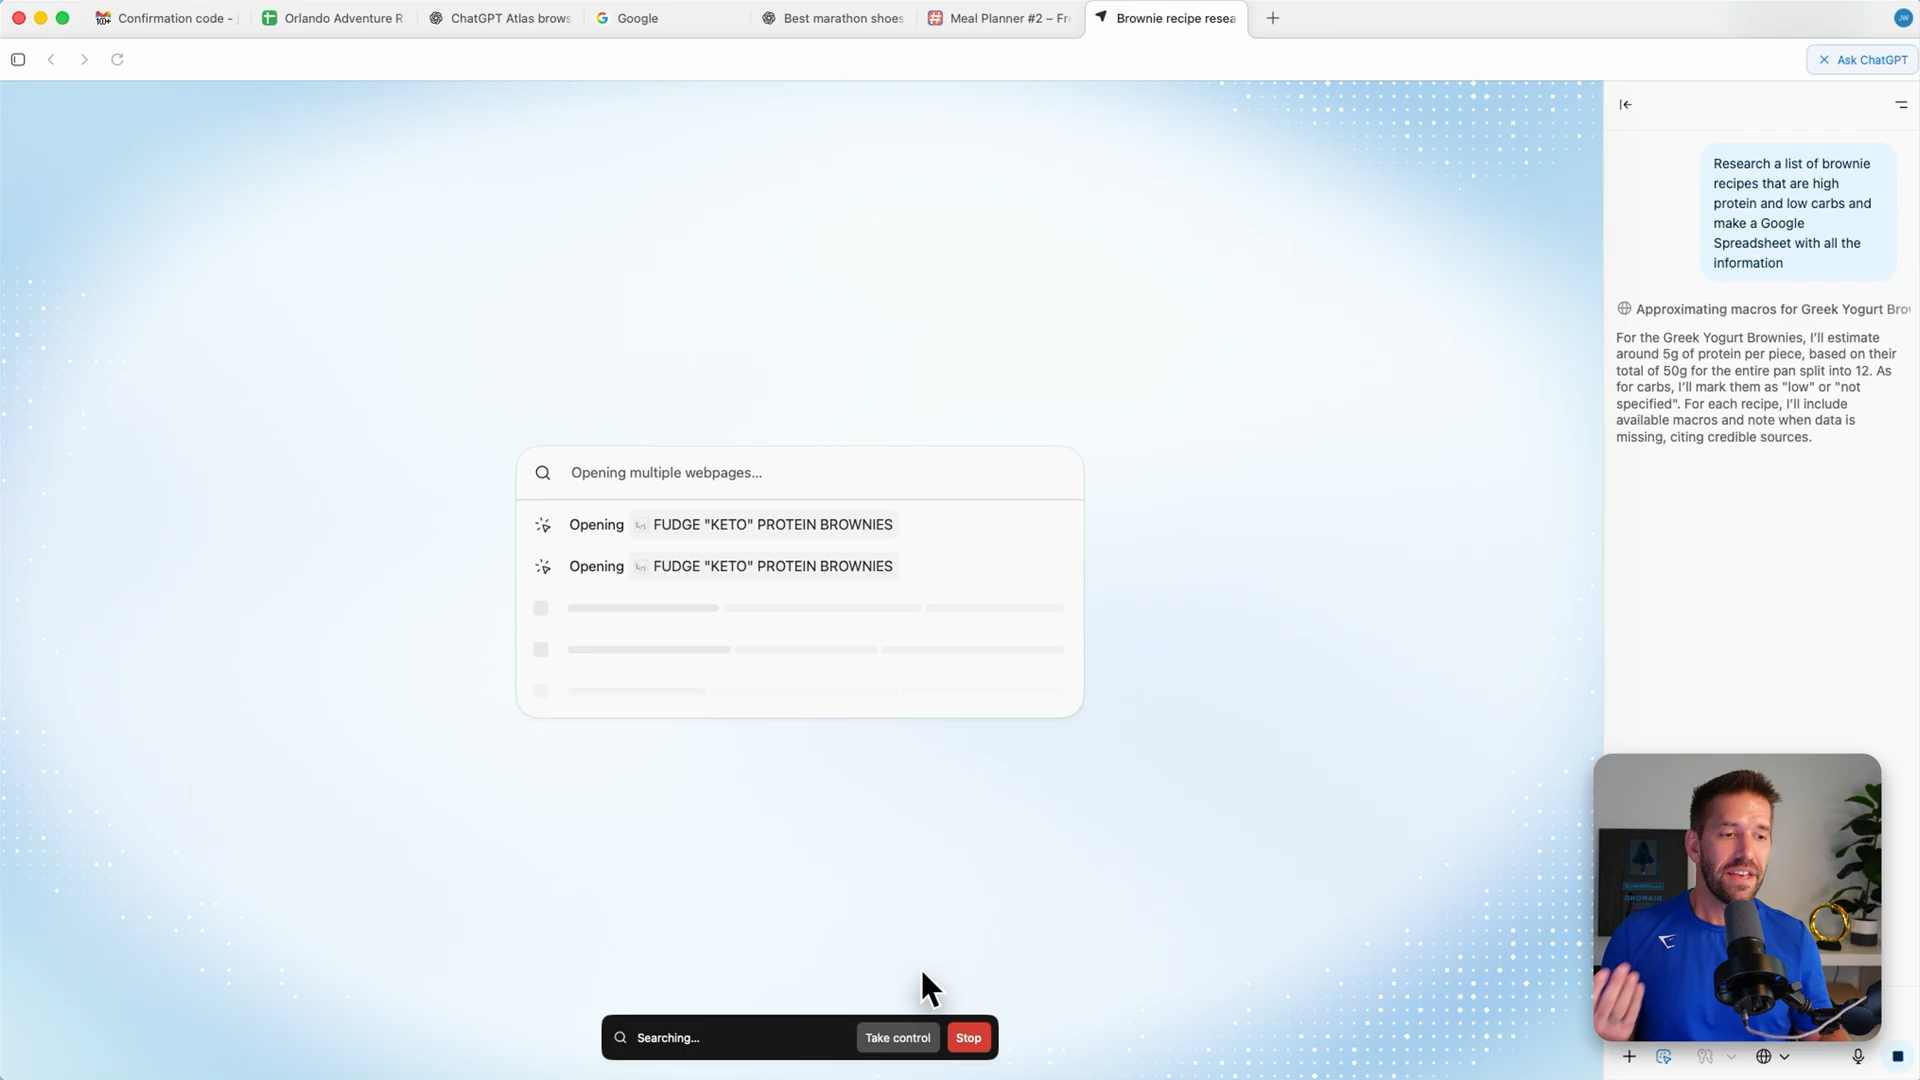 Confirmation code -
Orlando Adventure R
ChatGPT Atlas brows
Google
Best marathon shoes
Meal Planner #2 – Fr
Brownie recipe resea
JW
Ask ChatGPT
Research a list of brownie
recipes that are high
protein and low carbs and
make a Google
Spreadsheet with all the
information
Approximating macros for Greek Yogurt Bro
For the Greek Yogurt Brownies, I'll estimate
around 5g of protein per piece, based on their
total of 50g for the entire pan split into 12. As
for carbs, I'll mark them as "low" or "not
specified". For each recipe, I'll include
available macros and note when data is
missing, citing credible sources.
Opening multiple webpages...
Opening FUDGE "KETO" PROTEIN BROWNIES
Opening FUDGE "KETO" PROTEIN BROWNIES
Searching...
Take control
Stop